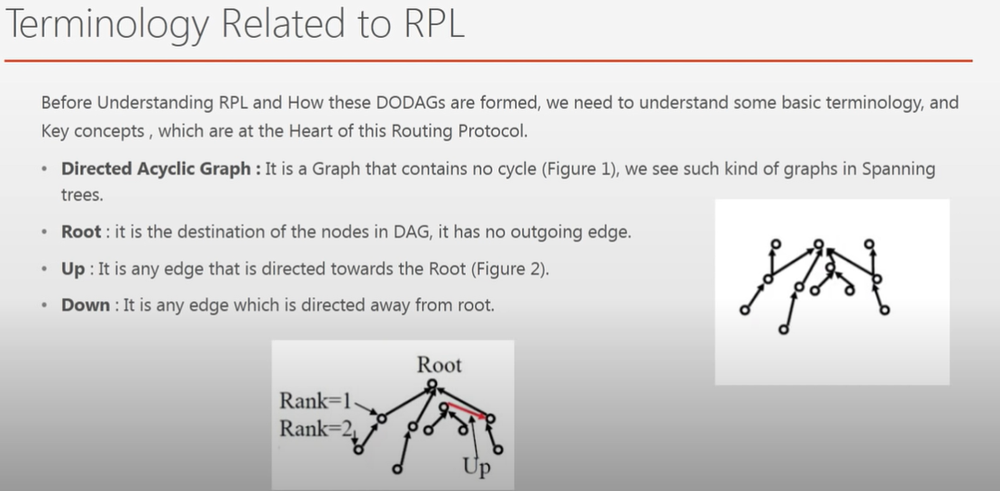 Terminology Related to RPL
Before Understanding RPL and How these DODAGs are formed, we need to understand some basic terminology, and
Key concepts , which are at the Heart of this Routing Protocol.
• Directed Acyclic Graph : It is a Graph that contains no cycle (Figure 1), we see such kind of graphs in Spanning
trees.
• Root : it is the destination of the nodes in DAG, it has no outgoing edge.
• Up : It is any edge that is directed towards the Root (Figure 2).
• Down : It is any edge which is directed away from root.
Root
Rank=1
Rank=2
Up